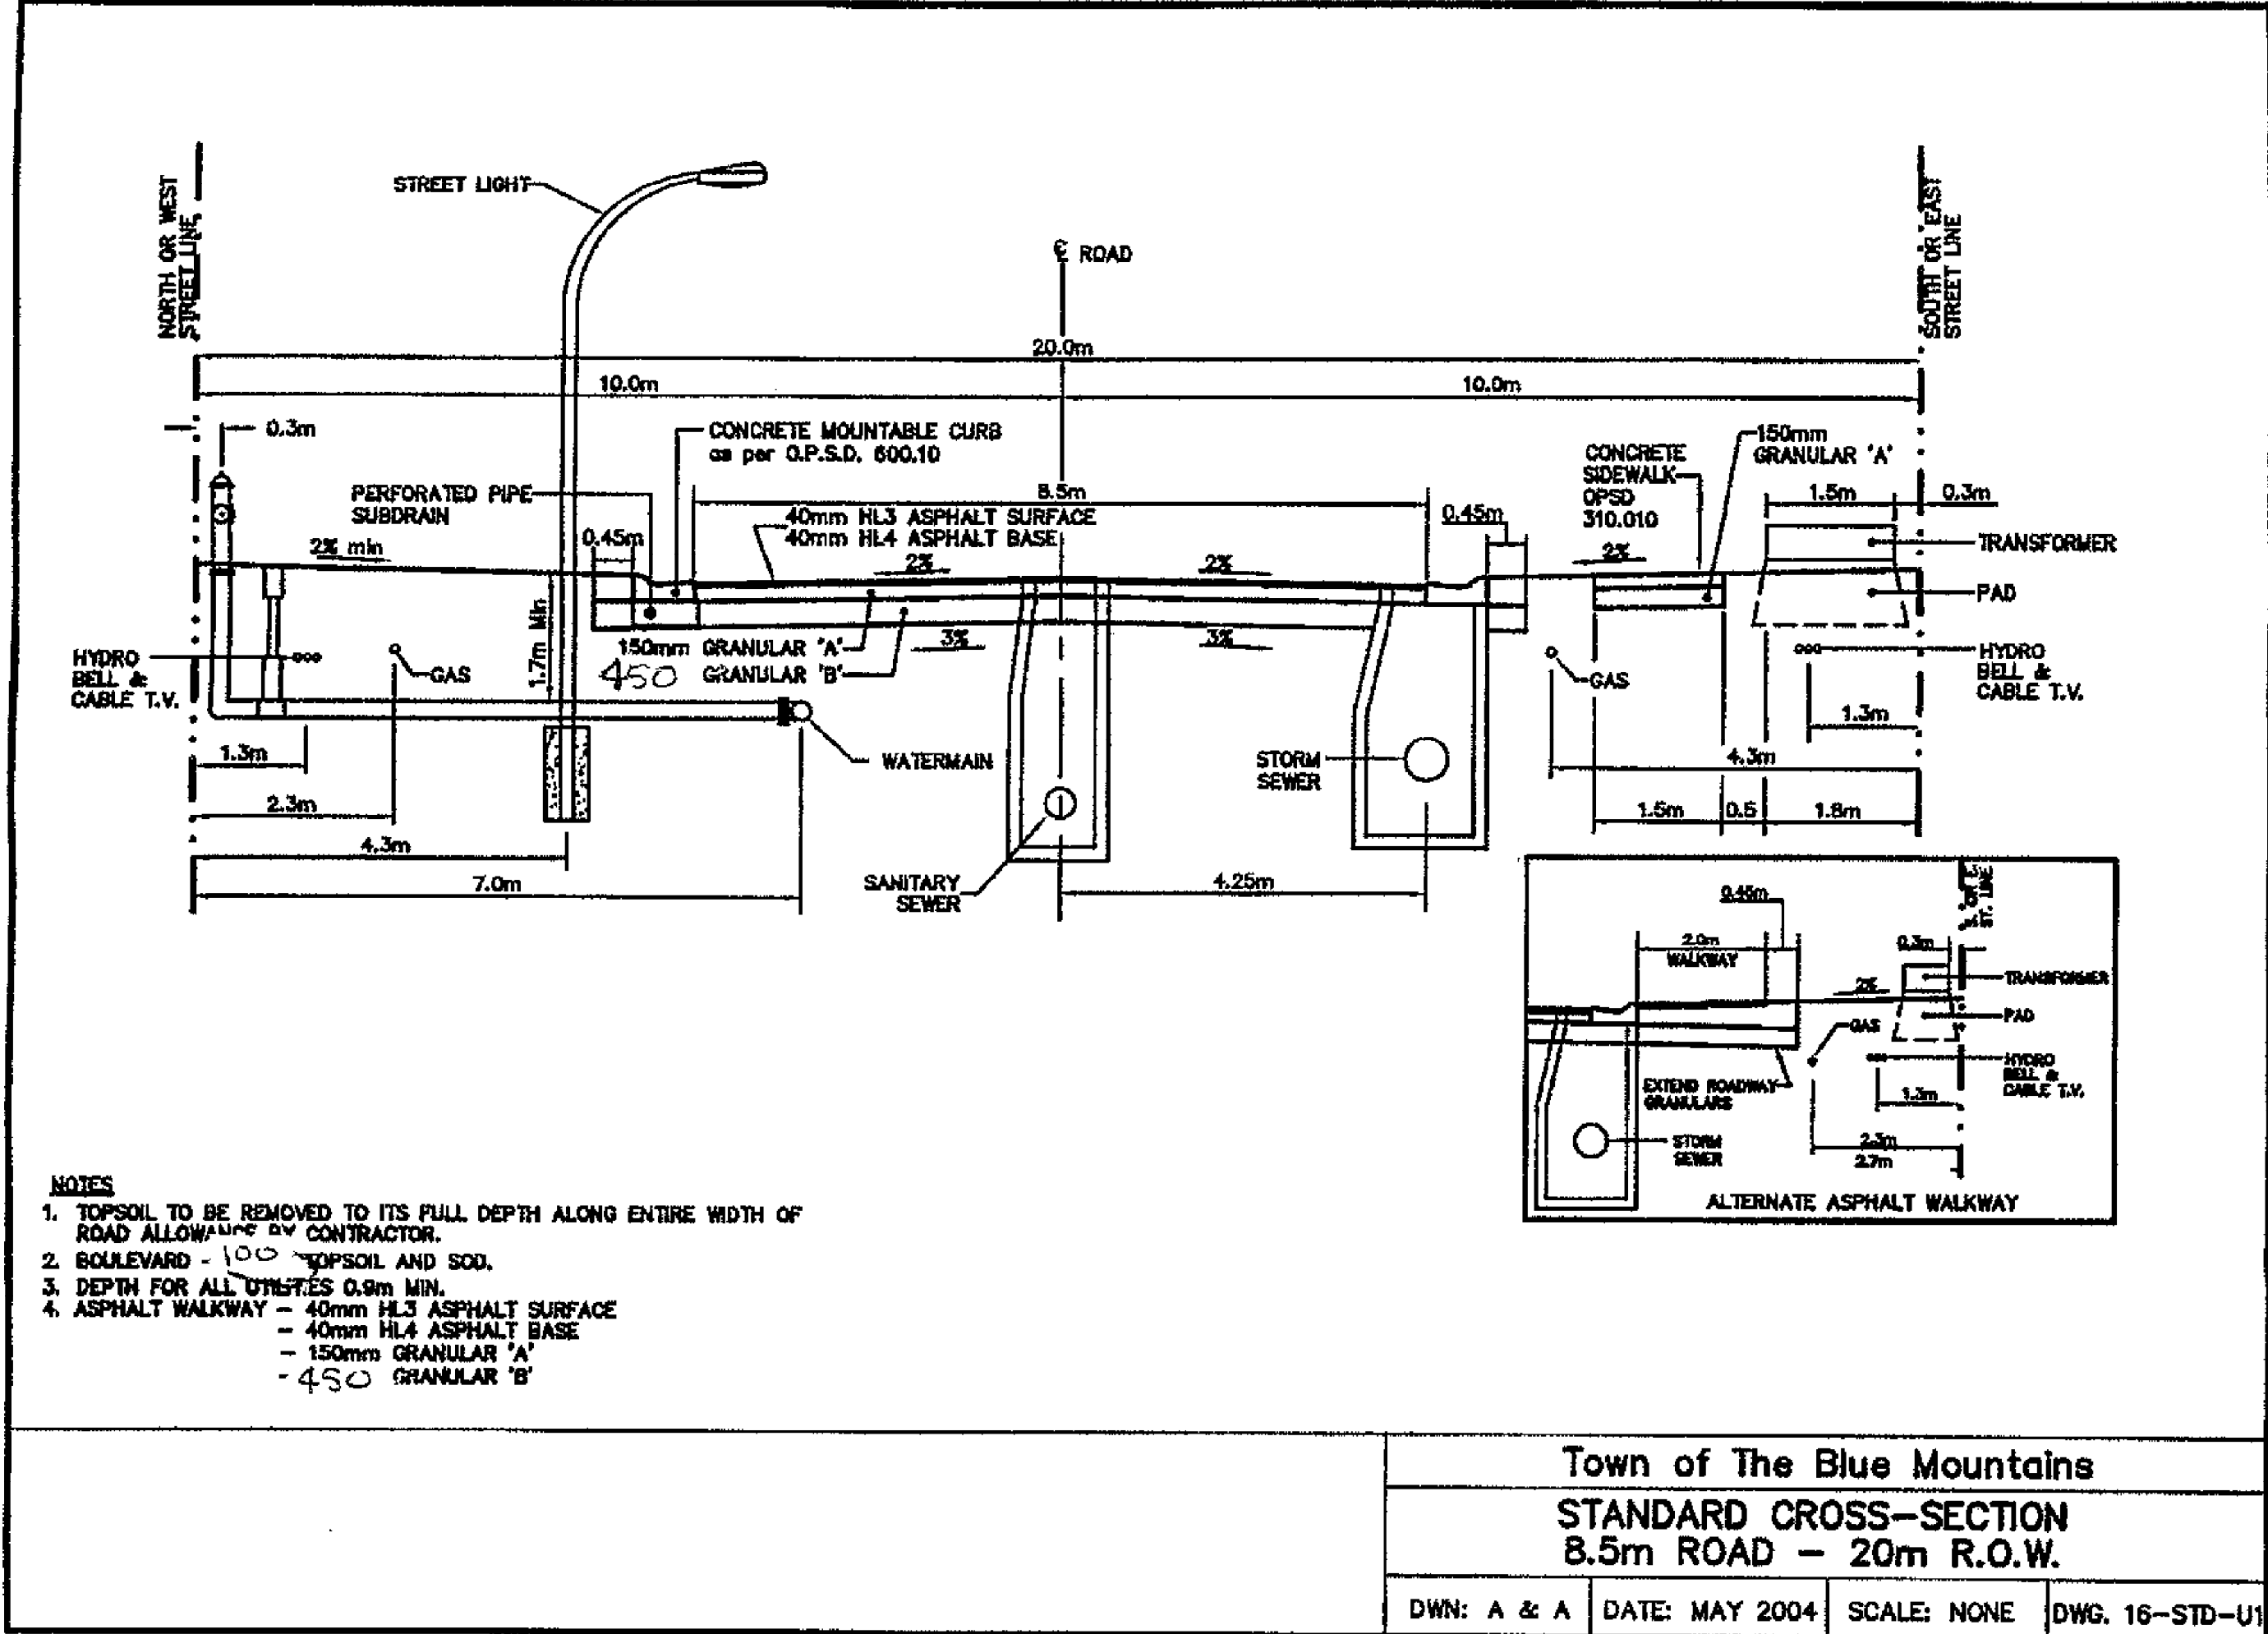 NORTH OR WEST
STREET LINE
STREET LIGHT
℄ ROAD
SOUTH OR EAST
STREET LINE
20.0m
10.0m
10.0m
0.3m
CONCRETE MOUNTABLE CURB
as per O.P.S.D. 600.10
PERFORATED PIPE
SUBDRAIN
8.5m
40mm HL3 ASPHALT SURFACE
40mm HL4 ASPHALT BASE
0.45m
0.45m
CONCRETE
SIDEWALK
OPSD
310.010
150mm
GRANULAR 'A'
1.5m
0.3m
2% min
2%
2%
2%
TRANSFORMER
PAD
1.7m Min
150mm GRANULAR 'A'
450 GRANULAR 'B'
3%
3%
HYDRO
BELL &
CABLE T.V.
GAS
GAS
HYDRO
BELL &
CABLE T.V.
1.3m
1.3m
WATERMAIN
STORM
SEWER
4.3m
2.3m
1.5m
0.5
1.8m
4.3m
7.0m
SANITARY
SEWER
4.25m
ST. LINE
0.45m
2.0m
WALKWAY
0.3m
2%
TRANSFORMER
PAD
GAS
HYDRO
BELL &
CABLE T.V.
EXTEND ROADWAY
GRANULARS
1.3m
STORM
SEWER
2.3m
2.7m
ALTERNATE ASPHALT WALKWAY
NOTES
1. TOPSOIL TO BE REMOVED TO ITS FULL DEPTH ALONG ENTIRE WIDTH OF
ROAD ALLOWANCE BY CONTRACTOR.
2. BOULEVARD - 100 TOPSOIL AND SOD.
3. DEPTH FOR ALL UTILITIES 0.9m MIN.
4. ASPHALT WALKWAY – 40mm HL3 ASPHALT SURFACE
– 40mm HL4 ASPHALT BASE
– 150mm GRANULAR 'A'
- 450 GRANULAR 'B'
Town of The Blue Mountains
STANDARD CROSS–SECTION
8.5m ROAD – 20m R.O.W.
DWN: A & A
DATE: MAY 2004
SCALE: NONE
DWG. 16–STD–U1